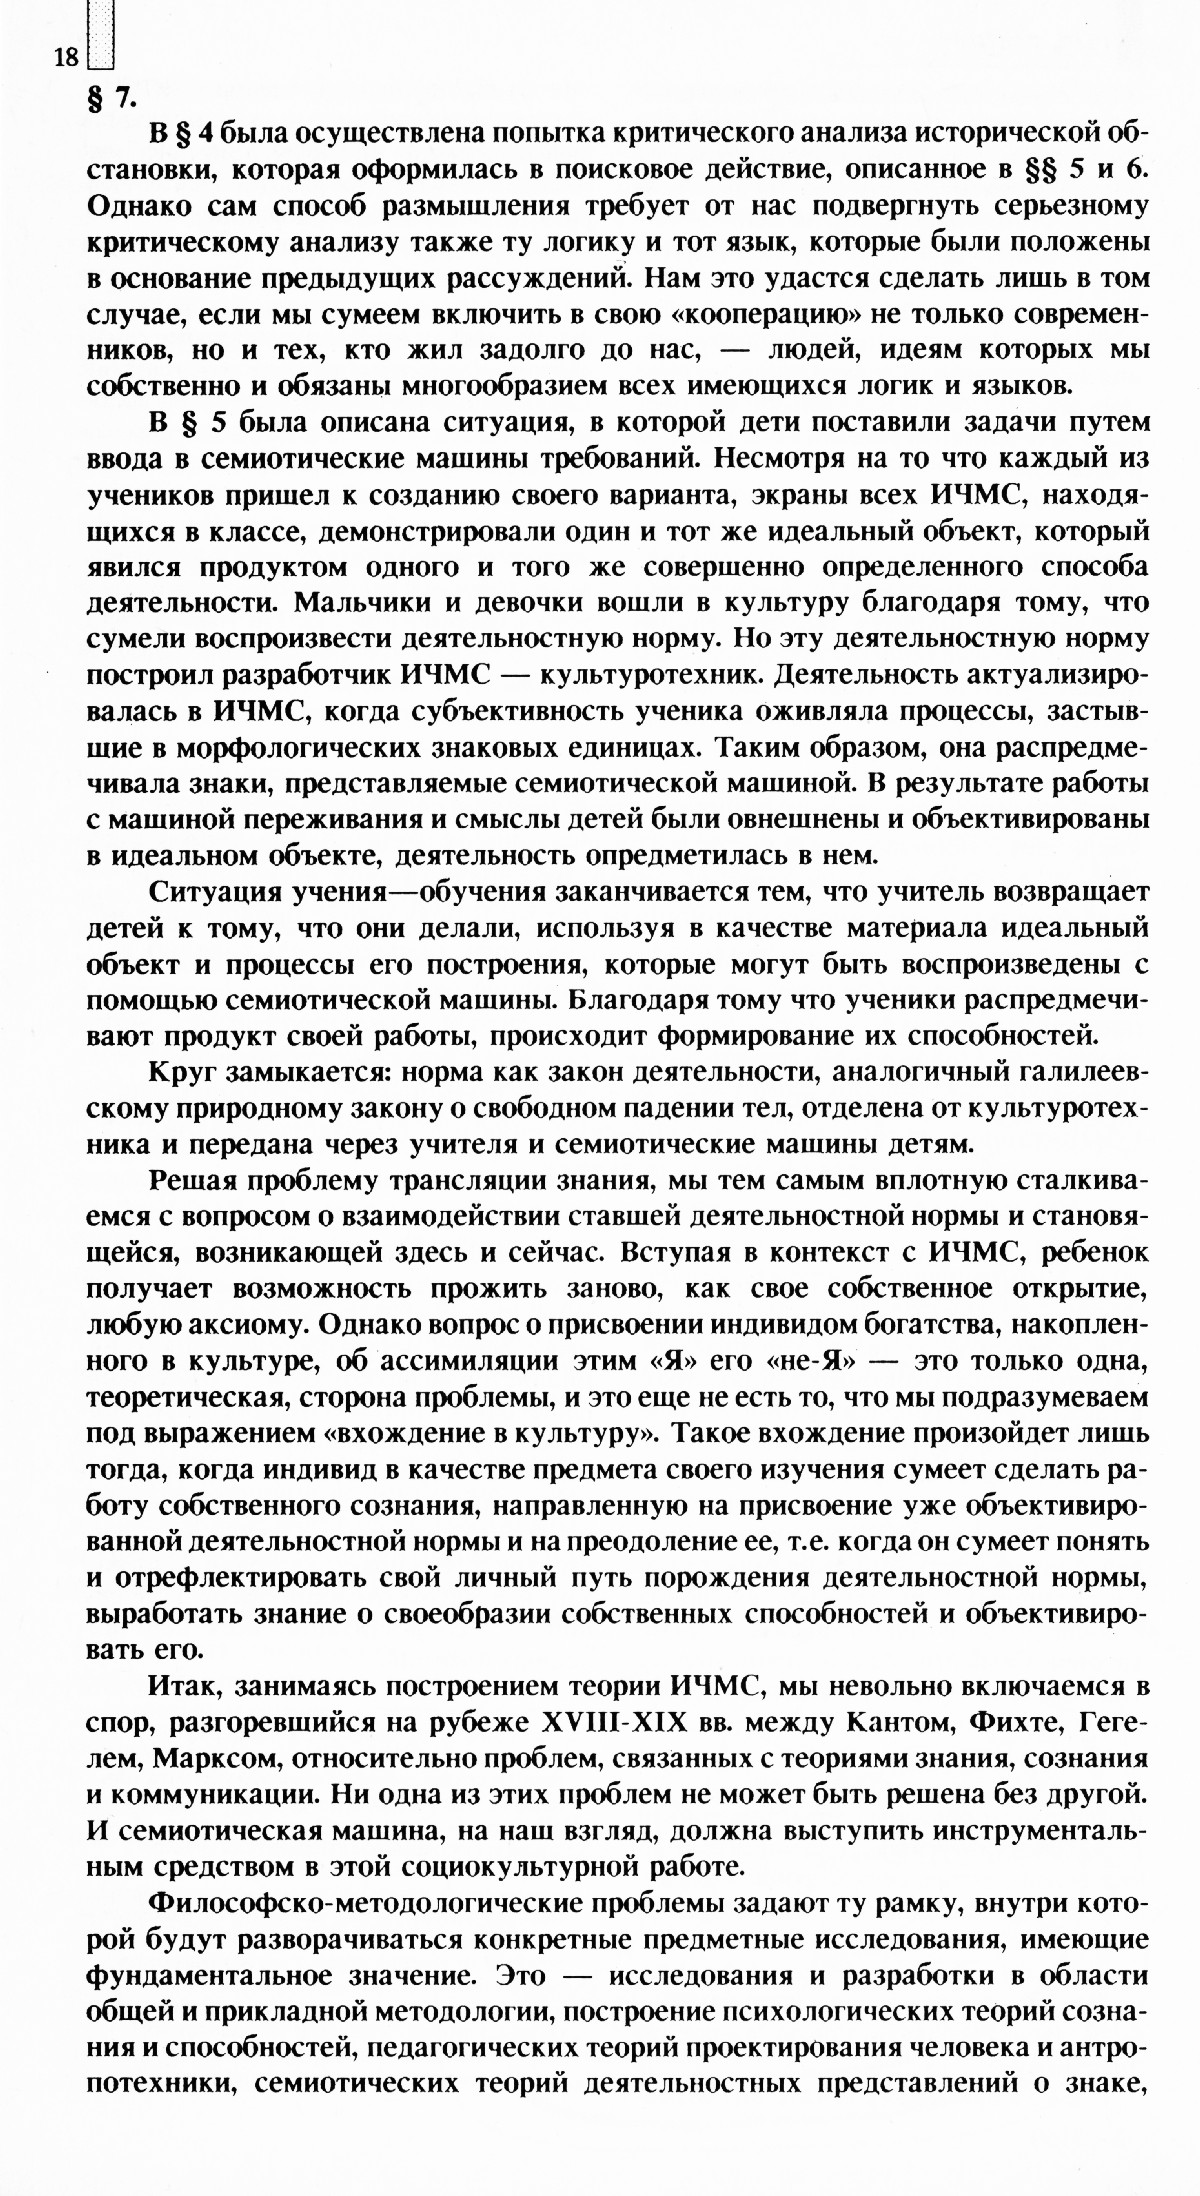 18
§ 7.
В § 4 была осуществлена попытка критического анализа исторической об-
становки, которая оформилась в поисковое действие, описанное в §§ 5 и 6.
Однако сам способ размышления требует от нас подвергнуть серьезному
критическому анализу также ту логику и тот язык, которые были положены
в основание предыдущих рассуждений. Нам это удастся сделать лишь в том
случае, если мы сумеем включить в свою «кооперацию» не только современ-
ников, но и тех, кто жил задолго до нас, — людей, идеям которых мы
собственно и обязаны многообразием всех имеющихся логик и языков.
В § 5 была описана ситуация, в которой дети поставили задачи путем
ввода в семиотические машины требований. Несмотря на то что каждый из
учеников пришел к созданию своего варианта, экраны всех ИЧМС, находя-
щихся в классе, демонстрировали один и тот же идеальный объект, который
явился продуктом одного и того же совершенно определенного способа
деятельности. Мальчики и девочки вошли в культуру благодаря тому, что
сумели воспроизвести деятельностную норму. Но эту деятельностную норму
построил разработчик ИЧМС — культуротехник. Деятельность актуализиро-
валась в ИЧМС, когда субъективность ученика оживляла процессы, застыв-
шие в морфологических знаковых единицах. Таким образом, она распредме-
чивала знаки, представляемые семиотической машиной. В результате работы
с машиной переживания и смыслы детей были овнешнены и объективированы
в идеальном объекте, деятельность опредметилась в нем.
Ситуация учения—обучения заканчивается тем, что учитель возвращает
детей к тому, что они делали, используя в качестве материала идеальный
объект и процессы его построения, которые могут быть воспроизведены с
помощью семиотической машины. Благодаря тому что ученики распредмечи-
вают продукт своей работы, происходит формирование их способностей.
Круг замыкается: норма как закон деятельности, аналогичный галилеев-
скому природному закону о свободном падении тел, отделена от культуротех-
ника и передана через учителя и семиотические машины детям.
Решая проблему трансляции знания, мы тем самым вплотную сталкива-
емся с вопросом о взаимодействии ставшей деятельностной нормы и становя-
щейся, возникающей здесь и сейчас. Вступая в контекст с ИЧМС, ребенок
получает возможность прожить заново, как свое собственное открытие,
любую аксиому. Однако вопрос о присвоении индивидом богатства, накоплен-
ного в культуре, об ассимиляции этим «Я» его «не-Я» — это только одна,
теоретическая, сторона проблемы, и это еще не есть то, что мы подразумеваем
под выражением «вхождение в культуру». Такое вхождение произойдет лишь
тогда, когда индивид в качестве предмета своего изучения сумеет сделать ра-
боту собственного сознания, направленную на присвоение уже объективиро-
ванной деятельностной нормы и на преодоление ее, т.е. когда он сумеет понять
и отрефлектировать свой личный путь порождения деятельностной нормы,
выработать знание о своеобразии собственных способностей и объективиро-
вать его.
Итак, занимаясь построением теории ИЧМС, мы невольно включаемся в
спор, разгоревшийся на рубеже XVIII-XIX вв. между Кантом, Фихте, Геге-
лем, Марксом, относительно проблем, связанных с теориями знания, сознания
и коммуникации. Ни одна из этих проблем не может быть решена без другой.
И семиотическая машина, на наш взгляд, должна выступить инструменталь-
ным средством в этой социокультурной работе.
Философско-методологические проблемы задают ту рамку, внутри кото-
рой будут разворачиваться конкретные предметные исследования, имеющие
фундаментальное значение. Это — исследования и разработки в области
общей и прикладной методологии, построение психологических теорий созна-
ния и способностей, педагогических теорий проектирования человека и антро-
потехники, семиотических теорий деятельностных представлений о знаке,